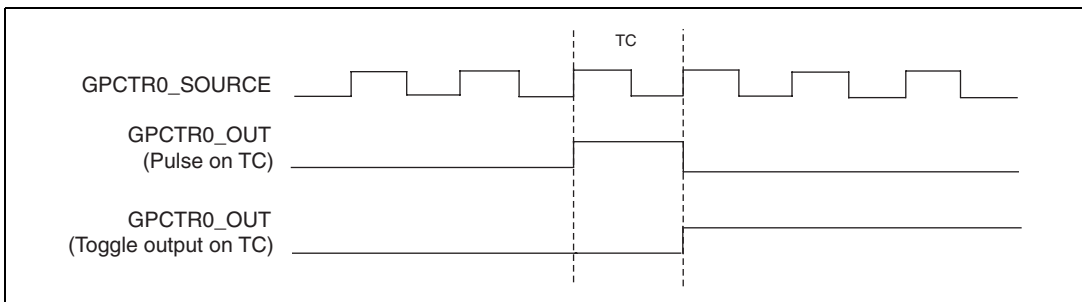 TC
GPCTR0_SOURCE
GPCTR0_OUT
(Pulse on TC)
GPCTR0_OUT
(Toggle output on TC)